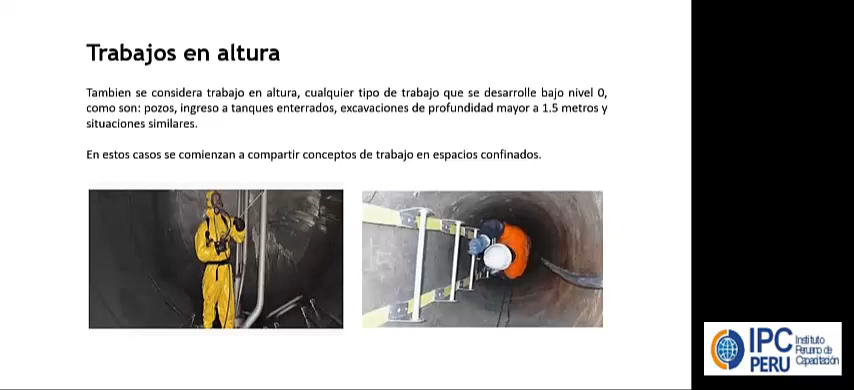 Trabajos en altura
Tambien se considera trabajo en altura, cualquier tipo de trabajo que se desarrolle bajo nivel 0,
como son: pozos, ingreso a tanques enterrados, excavaciones de profundidad mayor a 1.5 metros y
situaciones similares.
En estos casos se comienzan a compartir conceptos de trabajo en espacios confinados.
IPC
PERU
Instituto
Peruano de
Capacitación